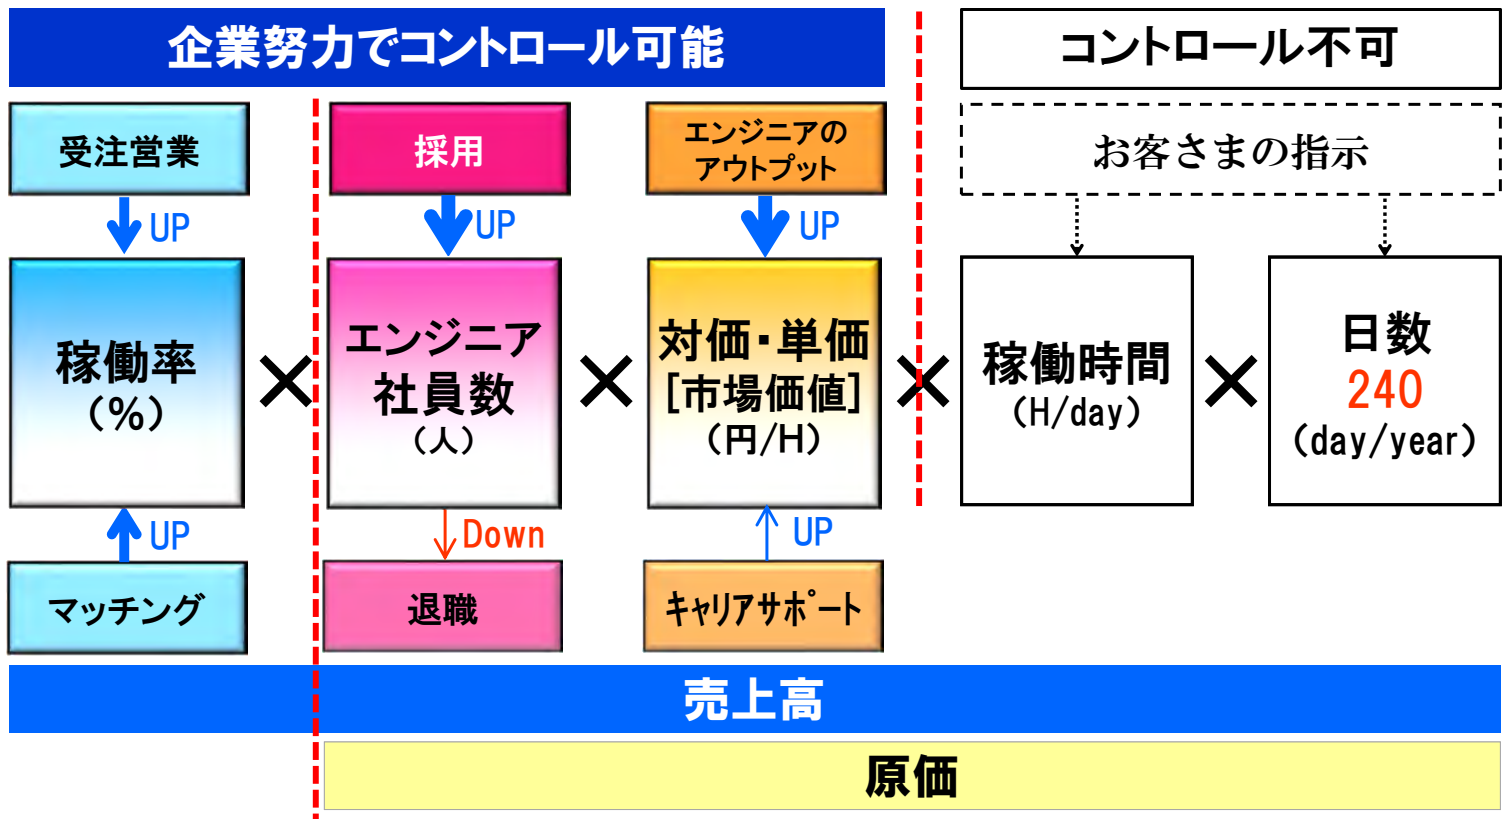 企業努力でコントロール可能
コントロール不可
受注営業
採用
エンジニアの
アウトプット
お客さまの指示
UP
UP
UP
稼働率
(%)
×
エンジニア
社員数
(人)
×
対価・単価
[市場価値]
(円/H)
×
稼働時間
(H/day)
×
日数
240
(day/year)
UP
Down
UP
マッチング
退職
キャリアサポート
売上高
原価